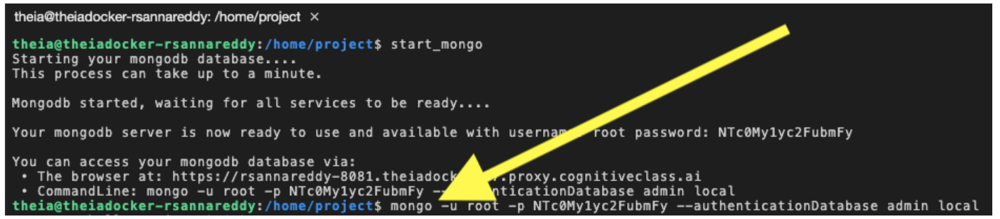 theia@theiadocker-rsannareddy: /home/project ×
theia@theiadocker-rsannareddy:/home/project$ start_mongo
Starting your mongodb database....
This process can take up to a minute.
Mongodb started, waiting for all services to be ready....
Your mongodb server is now ready to use and available with username root password: NTc0My1yc2FubmFy
You can access your mongodb database via:
• The browser at: https://rsannareddy-8081.theiadock .proxy.cognitiveclass.ai
• CommandLine: mongo -u root -p NTc0My1yc2FubmFy -- nticationDatabase admin local
theia@theiadocker-rsannareddy:/home/project$ mongo -u root -p NTc0My1yc2FubmFy --authenticationDatabase admin local